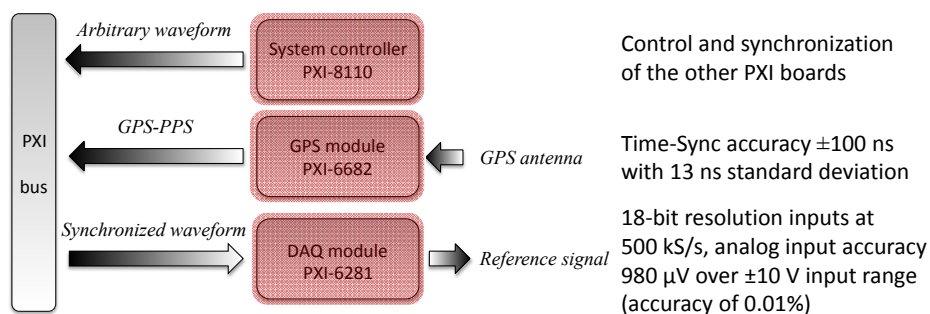 Arbitrary waveform
System controller
PXI-8110
Control and synchronization
of the other PXI boards
PXI
bus
GPS-PPS
GPS module
PXI-6682
GPS antenna
Time-Sync accuracy ±100 ns
with 13 ns standard deviation
Synchronized waveform
DAQ module
PXI-6281
Reference signal
18-bit resolution inputs at
500 kS/s, analog input accuracy
980 µV over ±10 V input range
(accuracy of 0.01%)